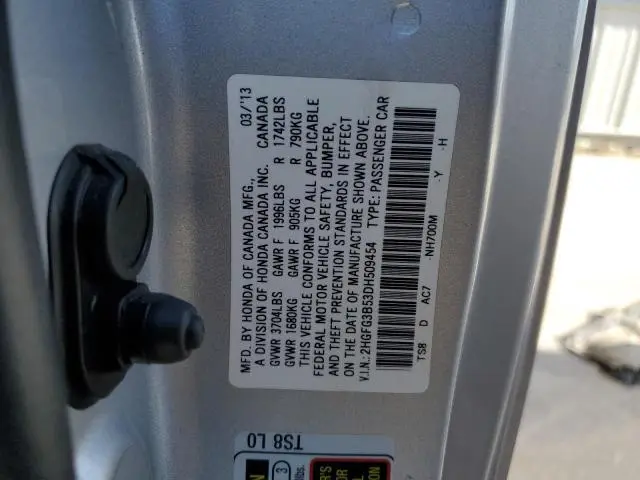 MFD. BY HONDA OF CANADA MFG., 03/'13
A DIVISION OF HONDA CANADA INC. CANADA
GVWR 3704LBS GAWR F 1996LBS R 1742LBS
GVWR 1680KG GAWR F 905KG R 790KG
THIS VEHICLE CONFORMS TO ALL APPLICABLE
FEDERAL MOTOR VEHICLE SAFETY, BUMPER,
AND THEFT PREVENTION STANDARDS IN EFFECT
ON THE DATE OF MANUFACTURE SHOWN ABOVE.
V.I.N.:2HGFG3B53DH509454 TYPE:PASSENGER CAR
TS8 D AC7 -NH700M -Y -H
TS8 L0
3
lbs.